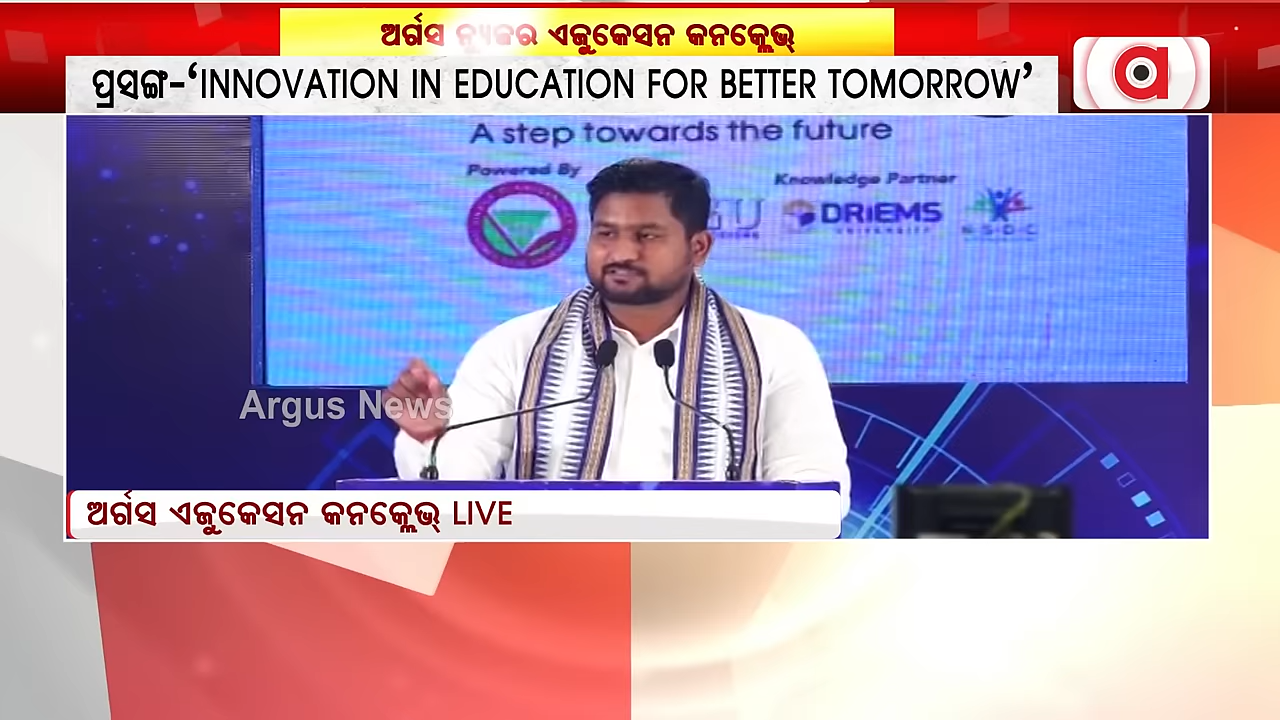 ଅର୍ଗସ ନ୍ୟୁଜର ଏଜୁକେସନ କନକ୍ଲେଭ୍
ପ୍ରସଙ୍ଗ-‘INNOVATION IN EDUCATION FOR BETTER TOMORROW’
a
A step towards the future
Powered By
Knowledge Partner
DRIEMS
UNIVERSITY
N·S·D·C
Argus News
ଅର୍ଗସ ଏଜୁକେସନ କନକ୍ଲେଭ୍ LIVE